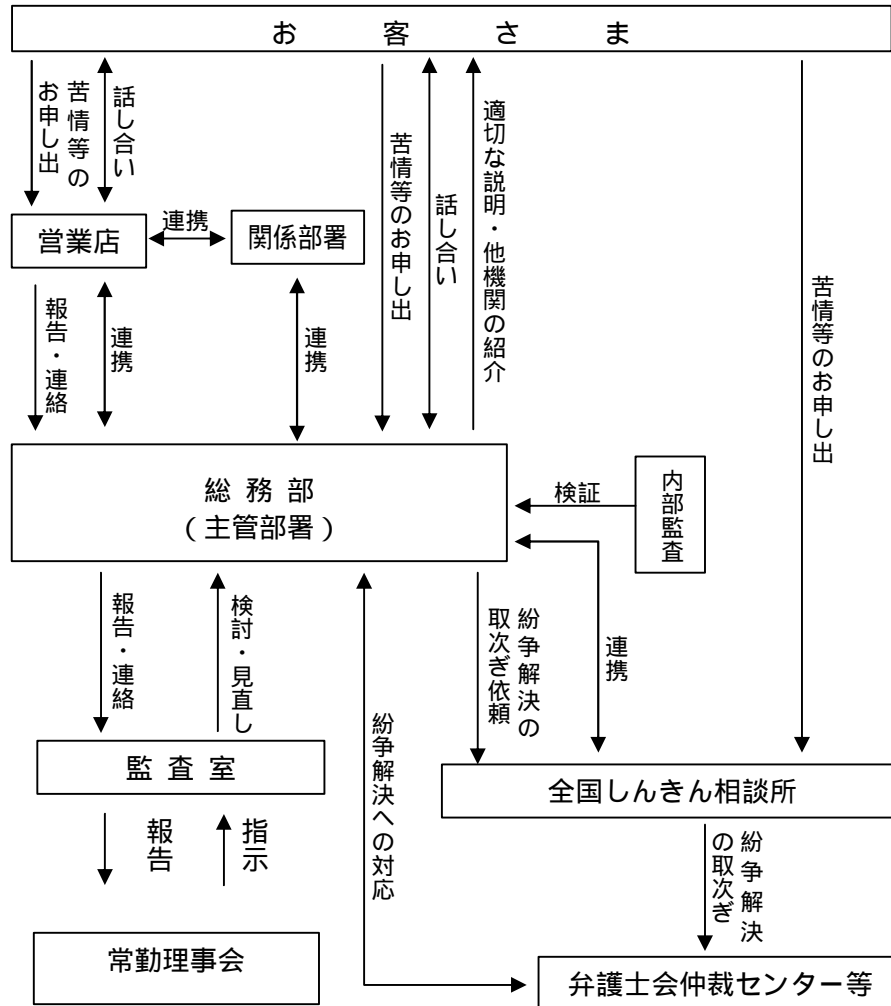 お客さま
苦情等の
お申し出
話し合い
苦情等のお申し出
話し合い
適切な説明・他機関の紹介
苦情等のお申し出
営業店
連携
関係部署
報告・連絡
連携
連携
総務部
(主管部署)
検証
内部監査
報告・連絡
検討・見直し
紛争解決への対応
紛争解決の
取次ぎ依頼
連携
監査室
全国しんきん相談所
報告
指示
紛争解決
の取次ぎ
常勤理事会
弁護士会仲裁センター等